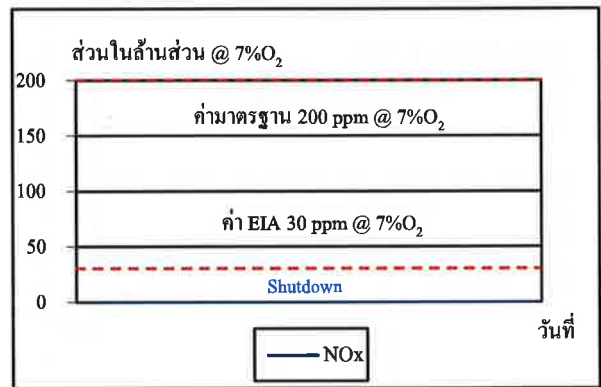 ส่วนในล้านส่วน @ 7%O₂
200
ค่ามาตรฐาน 200 ppm @ 7%O₂
150
100
ค่า EIA 30 ppm @ 7%O₂
50
Shutdown
0
วันที่
NOx